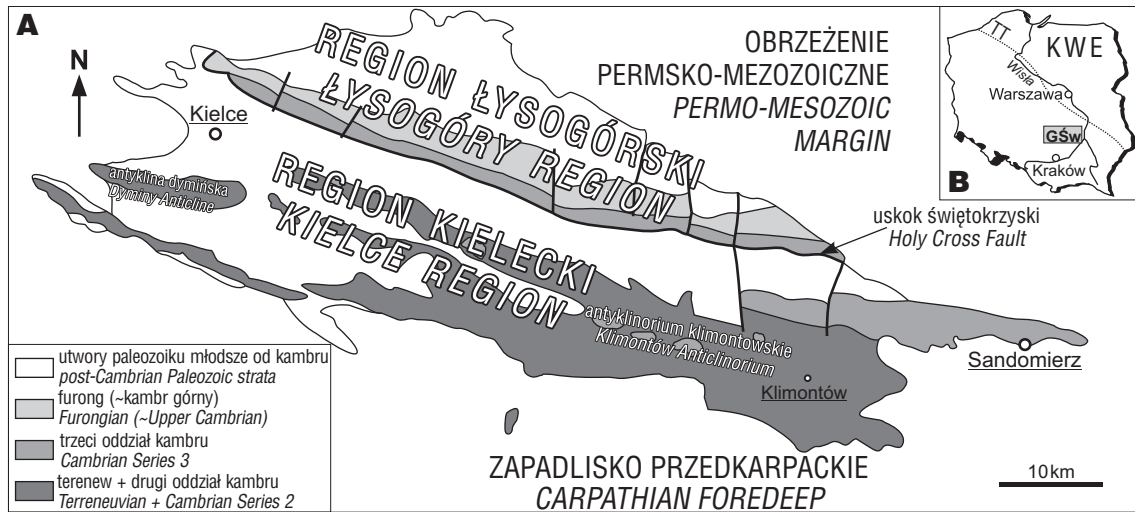 A
N
Kielce
REGION ŁYSOGÓRSKI
ŁYSOGÓRY REGION
OBRZEŻENIE
PERMSKO-MEZOZOICZNE
PERMO-MESOZOIC
MARGIN
TT
KWE
Wisła
Warszawa
GŚw
Kraków
B
antyklina dymińska
Dyminy Anticline
REGION KIELECKI
KIELCE REGION
uskok świętokrzyski
Holy Cross Fault
antyklinorium klimontowskie
Klimontów Anticlinorium
Klimontów
Sandomierz
utwory paleozoiku młodsze od kambru
post-Cambrian Paleozoic strata
furong (~kambr górny)
Furongian (~Upper Cambrian)
trzeci oddział kambru
Cambrian Series 3
terenew + drugi oddział kambru
Terreneuvian + Cambrian Series 2
ZAPADLISKO PRZEDKARPACKIE
CARPATHIAN FOREDEEP
10 km